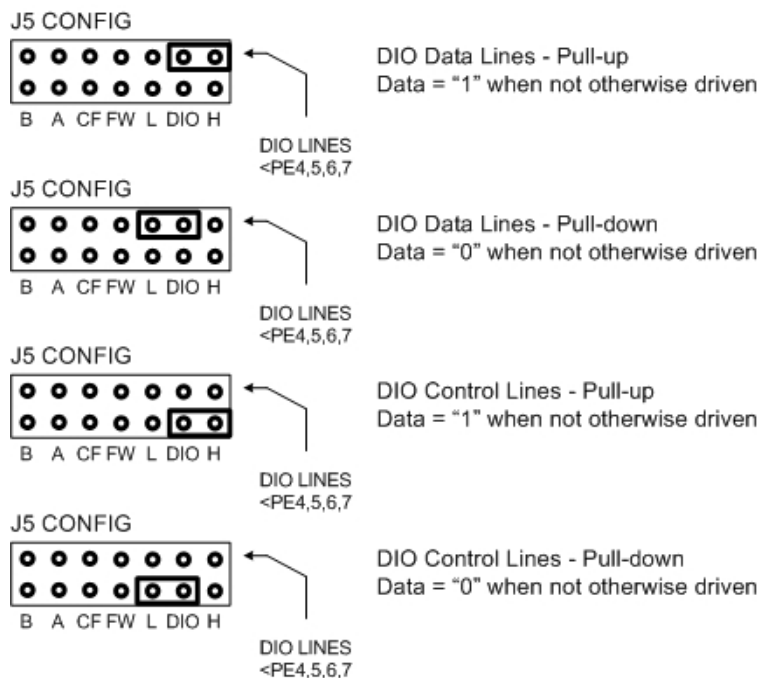 J5 CONFIG
DIO Data Lines - Pull-up
Data = “1” when not otherwise driven
B A CF FW L DIO H
DIO LINES
<PE4,5,6,7
J5 CONFIG
DIO Data Lines - Pull-down
Data = “0” when not otherwise driven
B A CF FW L DIO H
DIO LINES
<PE4,5,6,7
J5 CONFIG
DIO Control Lines - Pull-up
Data = “1” when not otherwise driven
B A CF FW L DIO H
DIO LINES
<PE4,5,6,7
J5 CONFIG
DIO Control Lines - Pull-down
Data = “0” when not otherwise driven
B A CF FW L DIO H
DIO LINES
<PE4,5,6,7